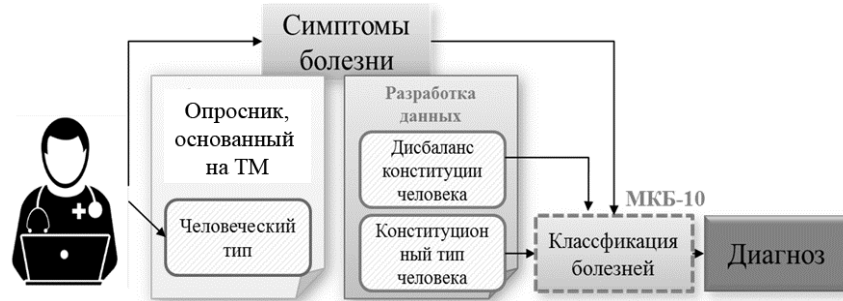 Симптомы
болезни
Опросник,
основанный
на ТМ
Человеческий
тип
Разработка
данных
Дисбаланс
конституции
человека
Конституцион
ный тип
человека
МКБ-10
Классфикация
болезней
Диагноз